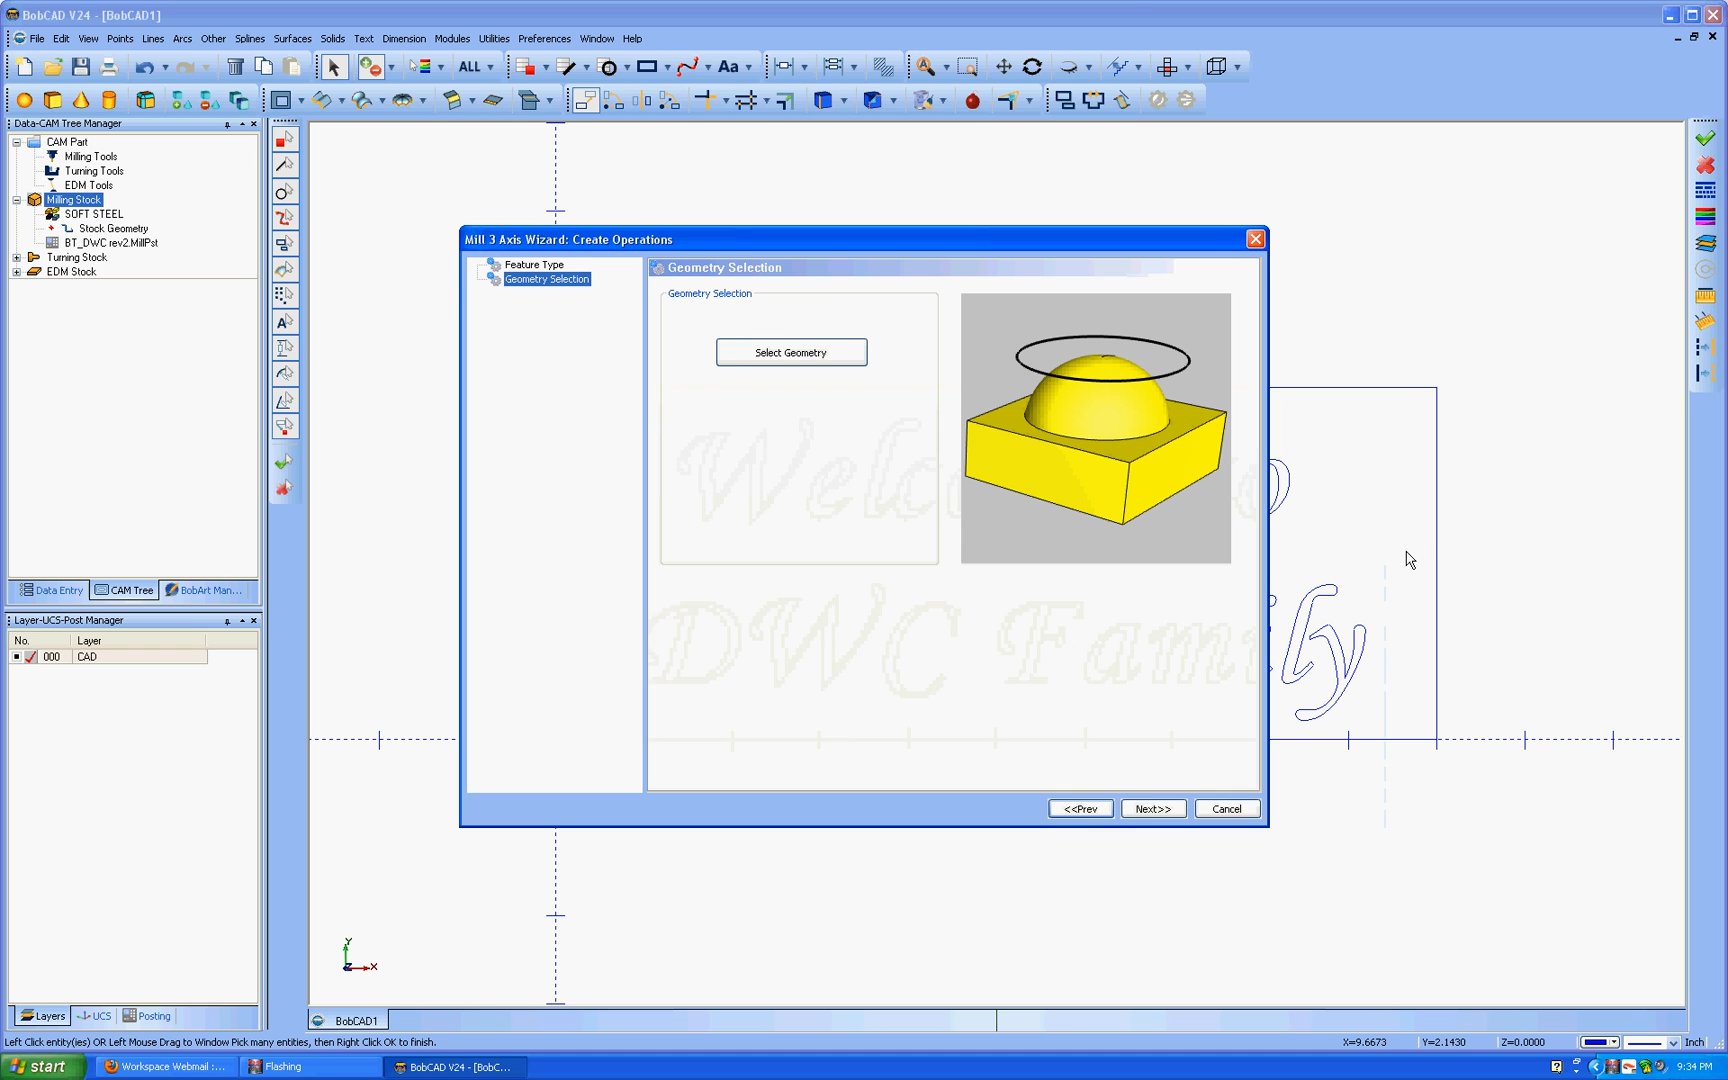 BobCAD V24 - [BobCAD1]
File Edit View Points Lines Arcs Other Splines Surfaces Solids Text Dimension Modules Utilities Preferences Window Help
ALL
Aa
Data-CAM Tree Manager
CAM Part
Milling Tools
Turning Tools
EDM Tools
Milling Stock
SOFT STEEL
Stock Geometry
BT_DWC rev2.MillPst
Turning Stock
EDM Stock
Data Entry CAM Tree BobArt Man...
Layer-UCS-Post Manager
No. Layer
000 CAD
Layers UCS Posting
Mill 3 Axis Wizard: Create Operations
Feature Type
Geometry Selection
Geometry Selection
Geometry Selection
Select Geometry
<<Prev Next>> Cancel
Y
Z X
BobCAD1
Left Click entity(ies) OR Left Mouse Drag to Window Pick many entities, then Right Click OK to finish.
X=9.6673 Y=2.1430 Z=0.0000 Inch
start Workspace Webmail :... Flashing BobCAD V24 - [BobC... 9:34 PM